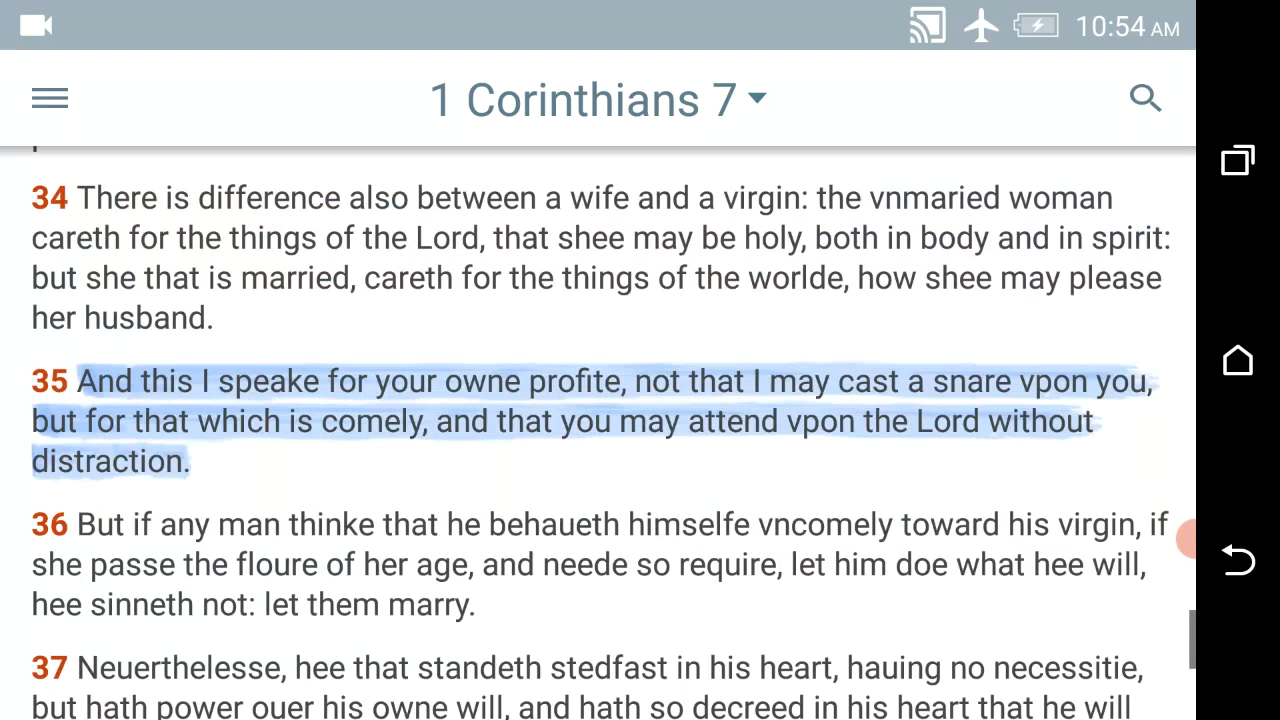 10:54 AM
1 Corinthians 7
34 There is difference also between a wife and a virgin: the vnmaried woman
careth for the things of the Lord, that shee may be holy, both in body and in spirit:
but she that is married, careth for the things of the worlde, how shee may please
her husband.
35 And this I speake for your owne profite, not that I may cast a snare vpon you,
but for that which is comely, and that you may attend vpon the Lord without
distraction.
36 But if any man thinke that he behaueth himselfe vncomely toward his virgin, if
she passe the floure of her age, and neede so require, let him doe what hee will,
hee sinneth not: let them marry.
37 Neuerthelesse, hee that standeth stedfast in his heart, hauing no necessitie,
but hath power ouer his owne will, and hath so decreed in his heart that he will